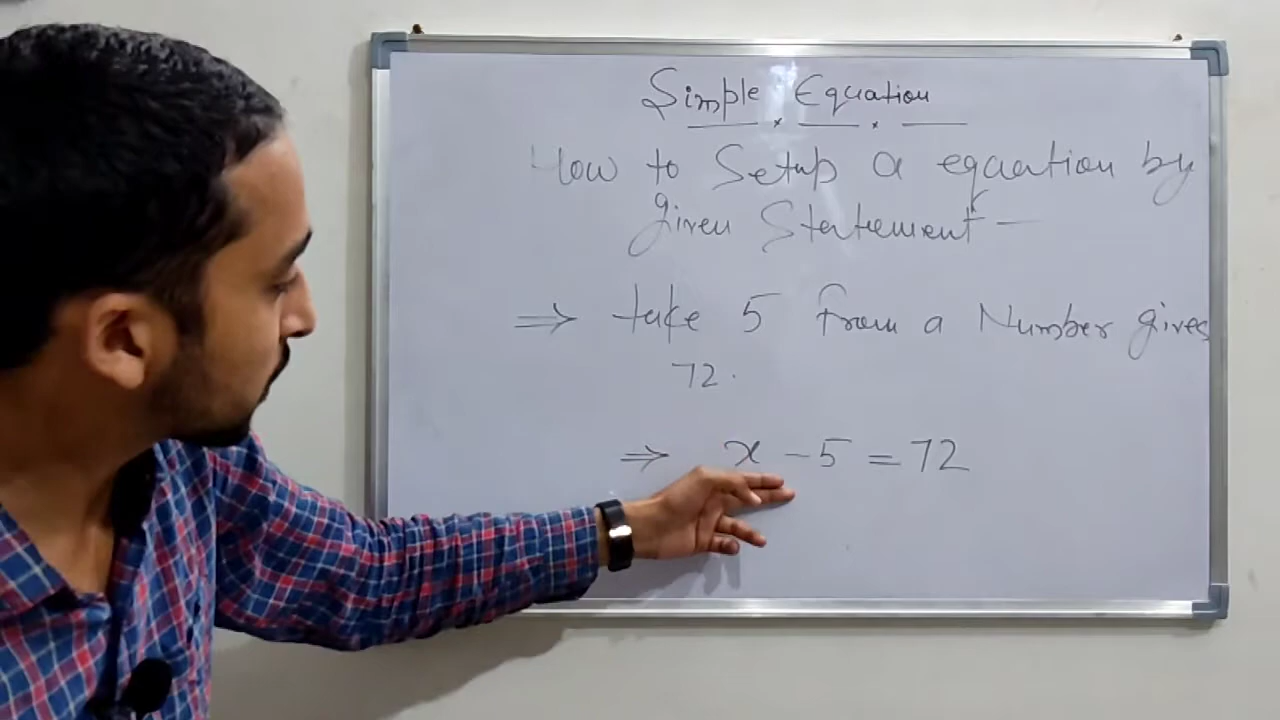 Simple Equation
How to Setup a equation by
given Statement -
⇒ take 5 from a Number gives
72.
⇒ x - 5 = 72